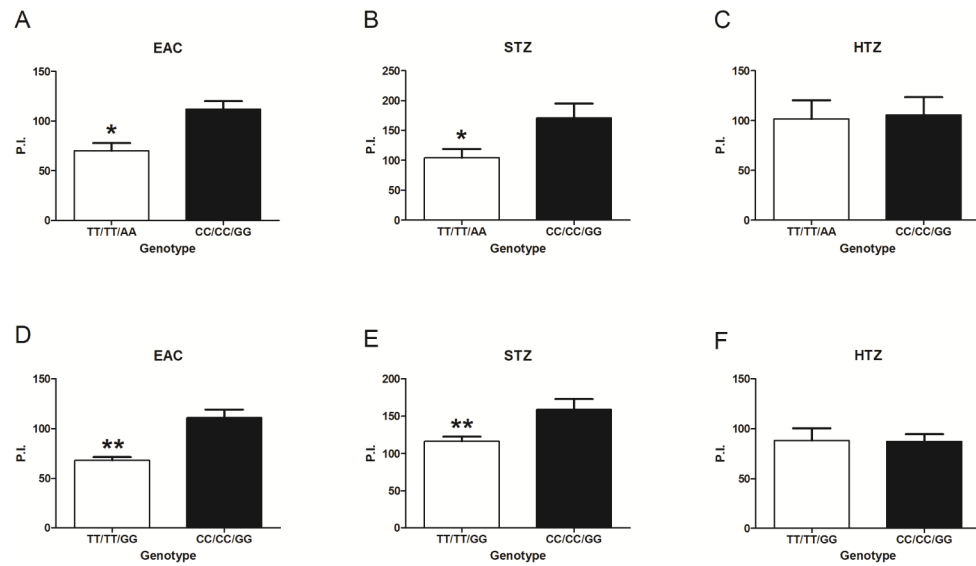 A
EAC
P.I.
150
100
50
0
*
TT/TT/AA CC/CC/GG
Genotype
B
STZ
P.I.
250
200
150
100
50
0
*
TT/TT/AA CC/CC/GG
Genotype
C
HTZ
P.I.
150
100
50
0
TT/TT/AA CC/CC/GG
Genotype
D
EAC
P.I.
150
100
50
0
**
TT/TT/GG CC/CC/GG
Genotype
E
STZ
P.I.
200
150
100
50
0
**
TT/TT/GG CC/CC/GG
Genotype
F
HTZ
P.I.
150
100
50
0
TT/TT/GG CC/CC/GG
Genotype